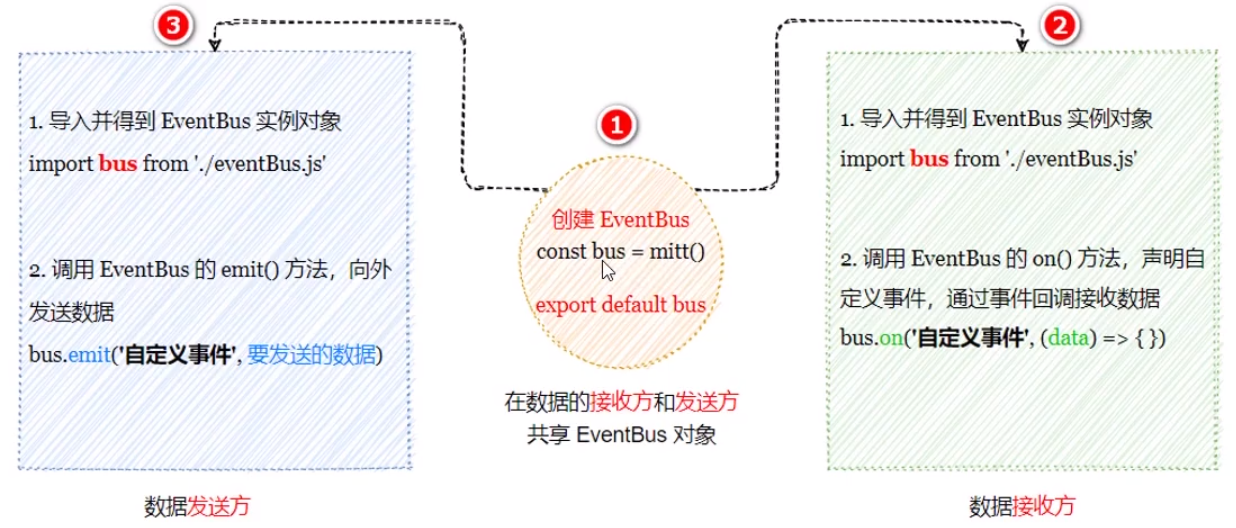 3
1. 导入并得到 EventBus 实例对象
import bus from './eventBus.js'
2. 调用 EventBus 的 emit() 方法，向外
发送数据
bus.emit('自定义事件', 要发送的数据)
数据发送方
1
创建 EventBus
const bus = mitt()
export default bus
在数据的接收方和发送方
共享 EventBus 对象
2
1. 导入并得到 EventBus 实例对象
import bus from './eventBus.js'
2. 调用 EventBus 的 on() 方法，声明自
定义事件，通过事件回调接收数据
bus.on('自定义事件', (data) => { })
数据接收方